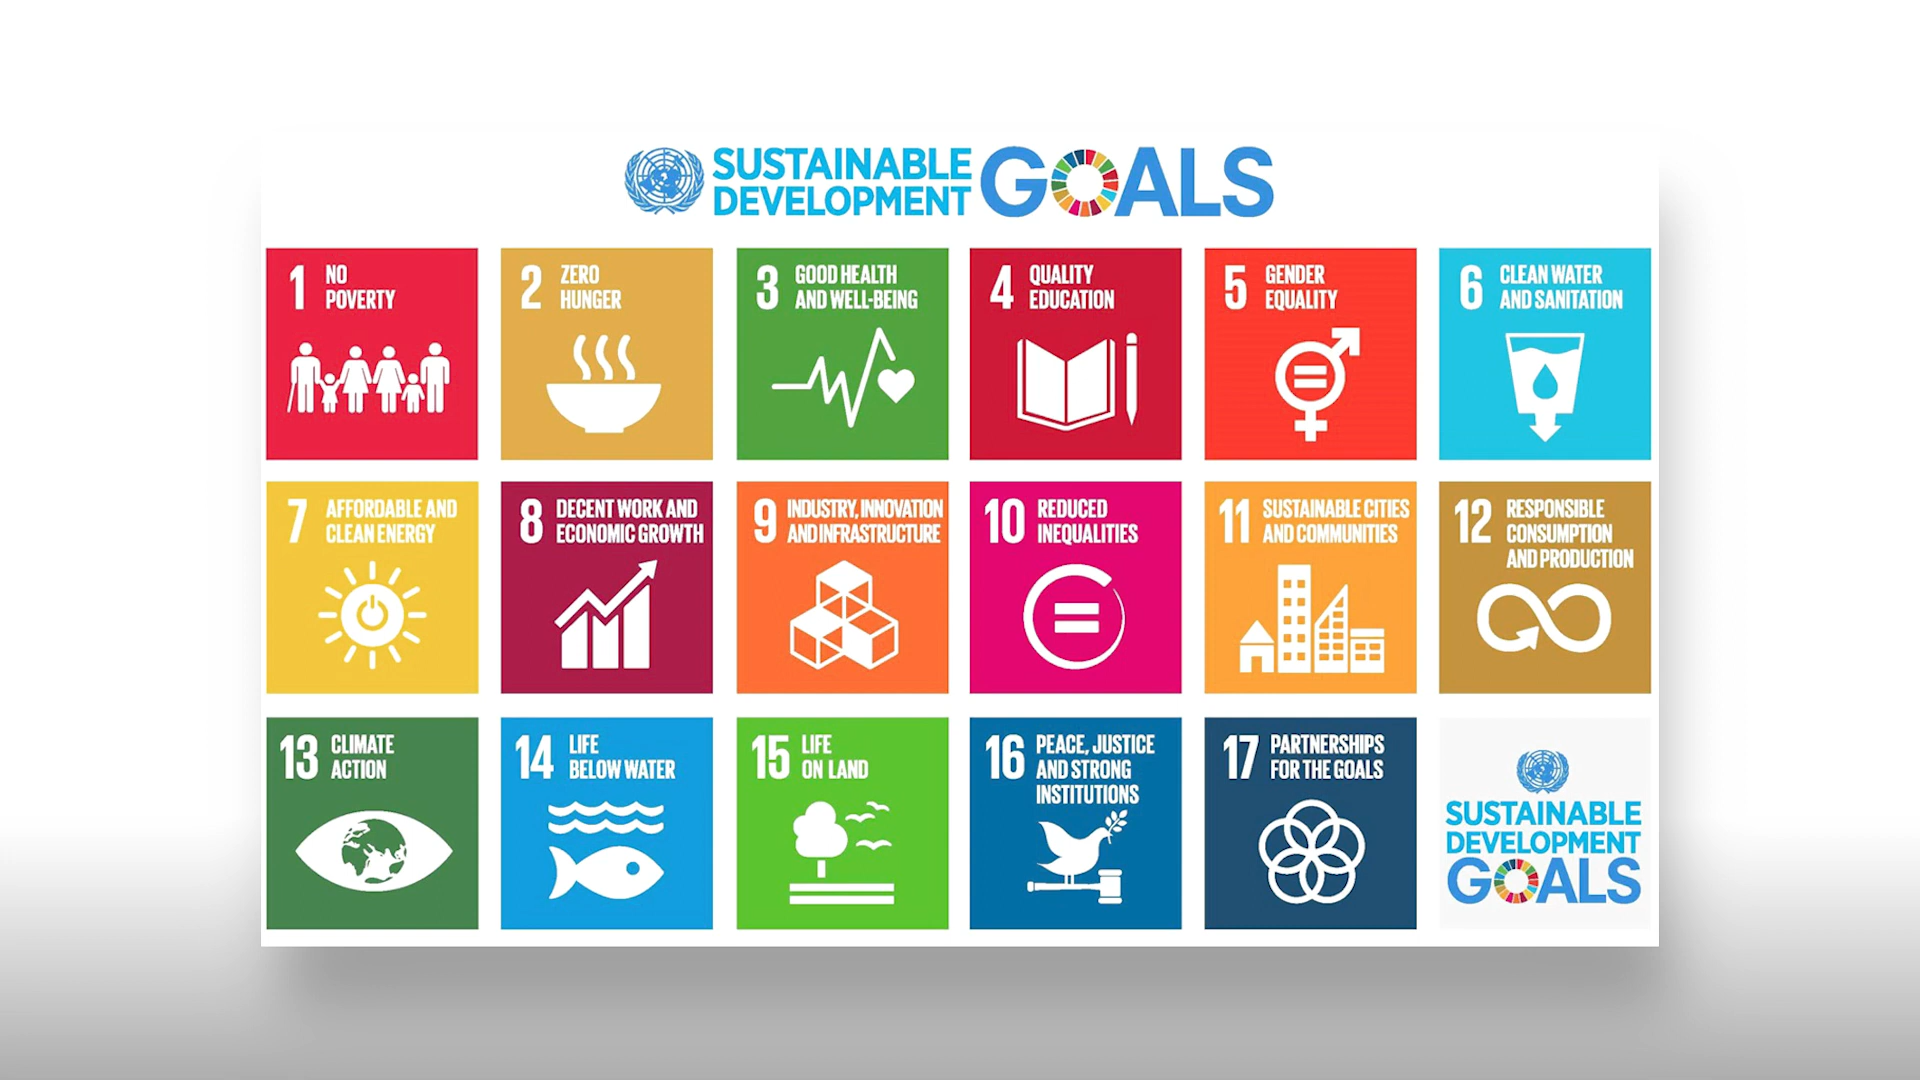 SUSTAINABLE
DEVELOPMENT
GOALS
1 NO
POVERTY
2 ZERO
HUNGER
3 GOOD HEALTH
AND WELL-BEING
4 QUALITY
EDUCATION
5 GENDER
EQUALITY
6 CLEAN WATER
AND SANITATION
7 AFFORDABLE AND
CLEAN ENERGY
8 DECENT WORK AND
ECONOMIC GROWTH
9 INDUSTRY, INNOVATION
AND INFRASTRUCTURE
10 REDUCED
INEQUALITIES
11 SUSTAINABLE CITIES
AND COMMUNITIES
12 RESPONSIBLE
CONSUMPTION
AND PRODUCTION
13 CLIMATE
ACTION
14 LIFE
BELOW WATER
15 LIFE
ON LAND
16 PEACE, JUSTICE
AND STRONG
INSTITUTIONS
17 PARTNERSHIPS
FOR THE GOALS
SUSTAINABLE
DEVELOPMENT
GOALS